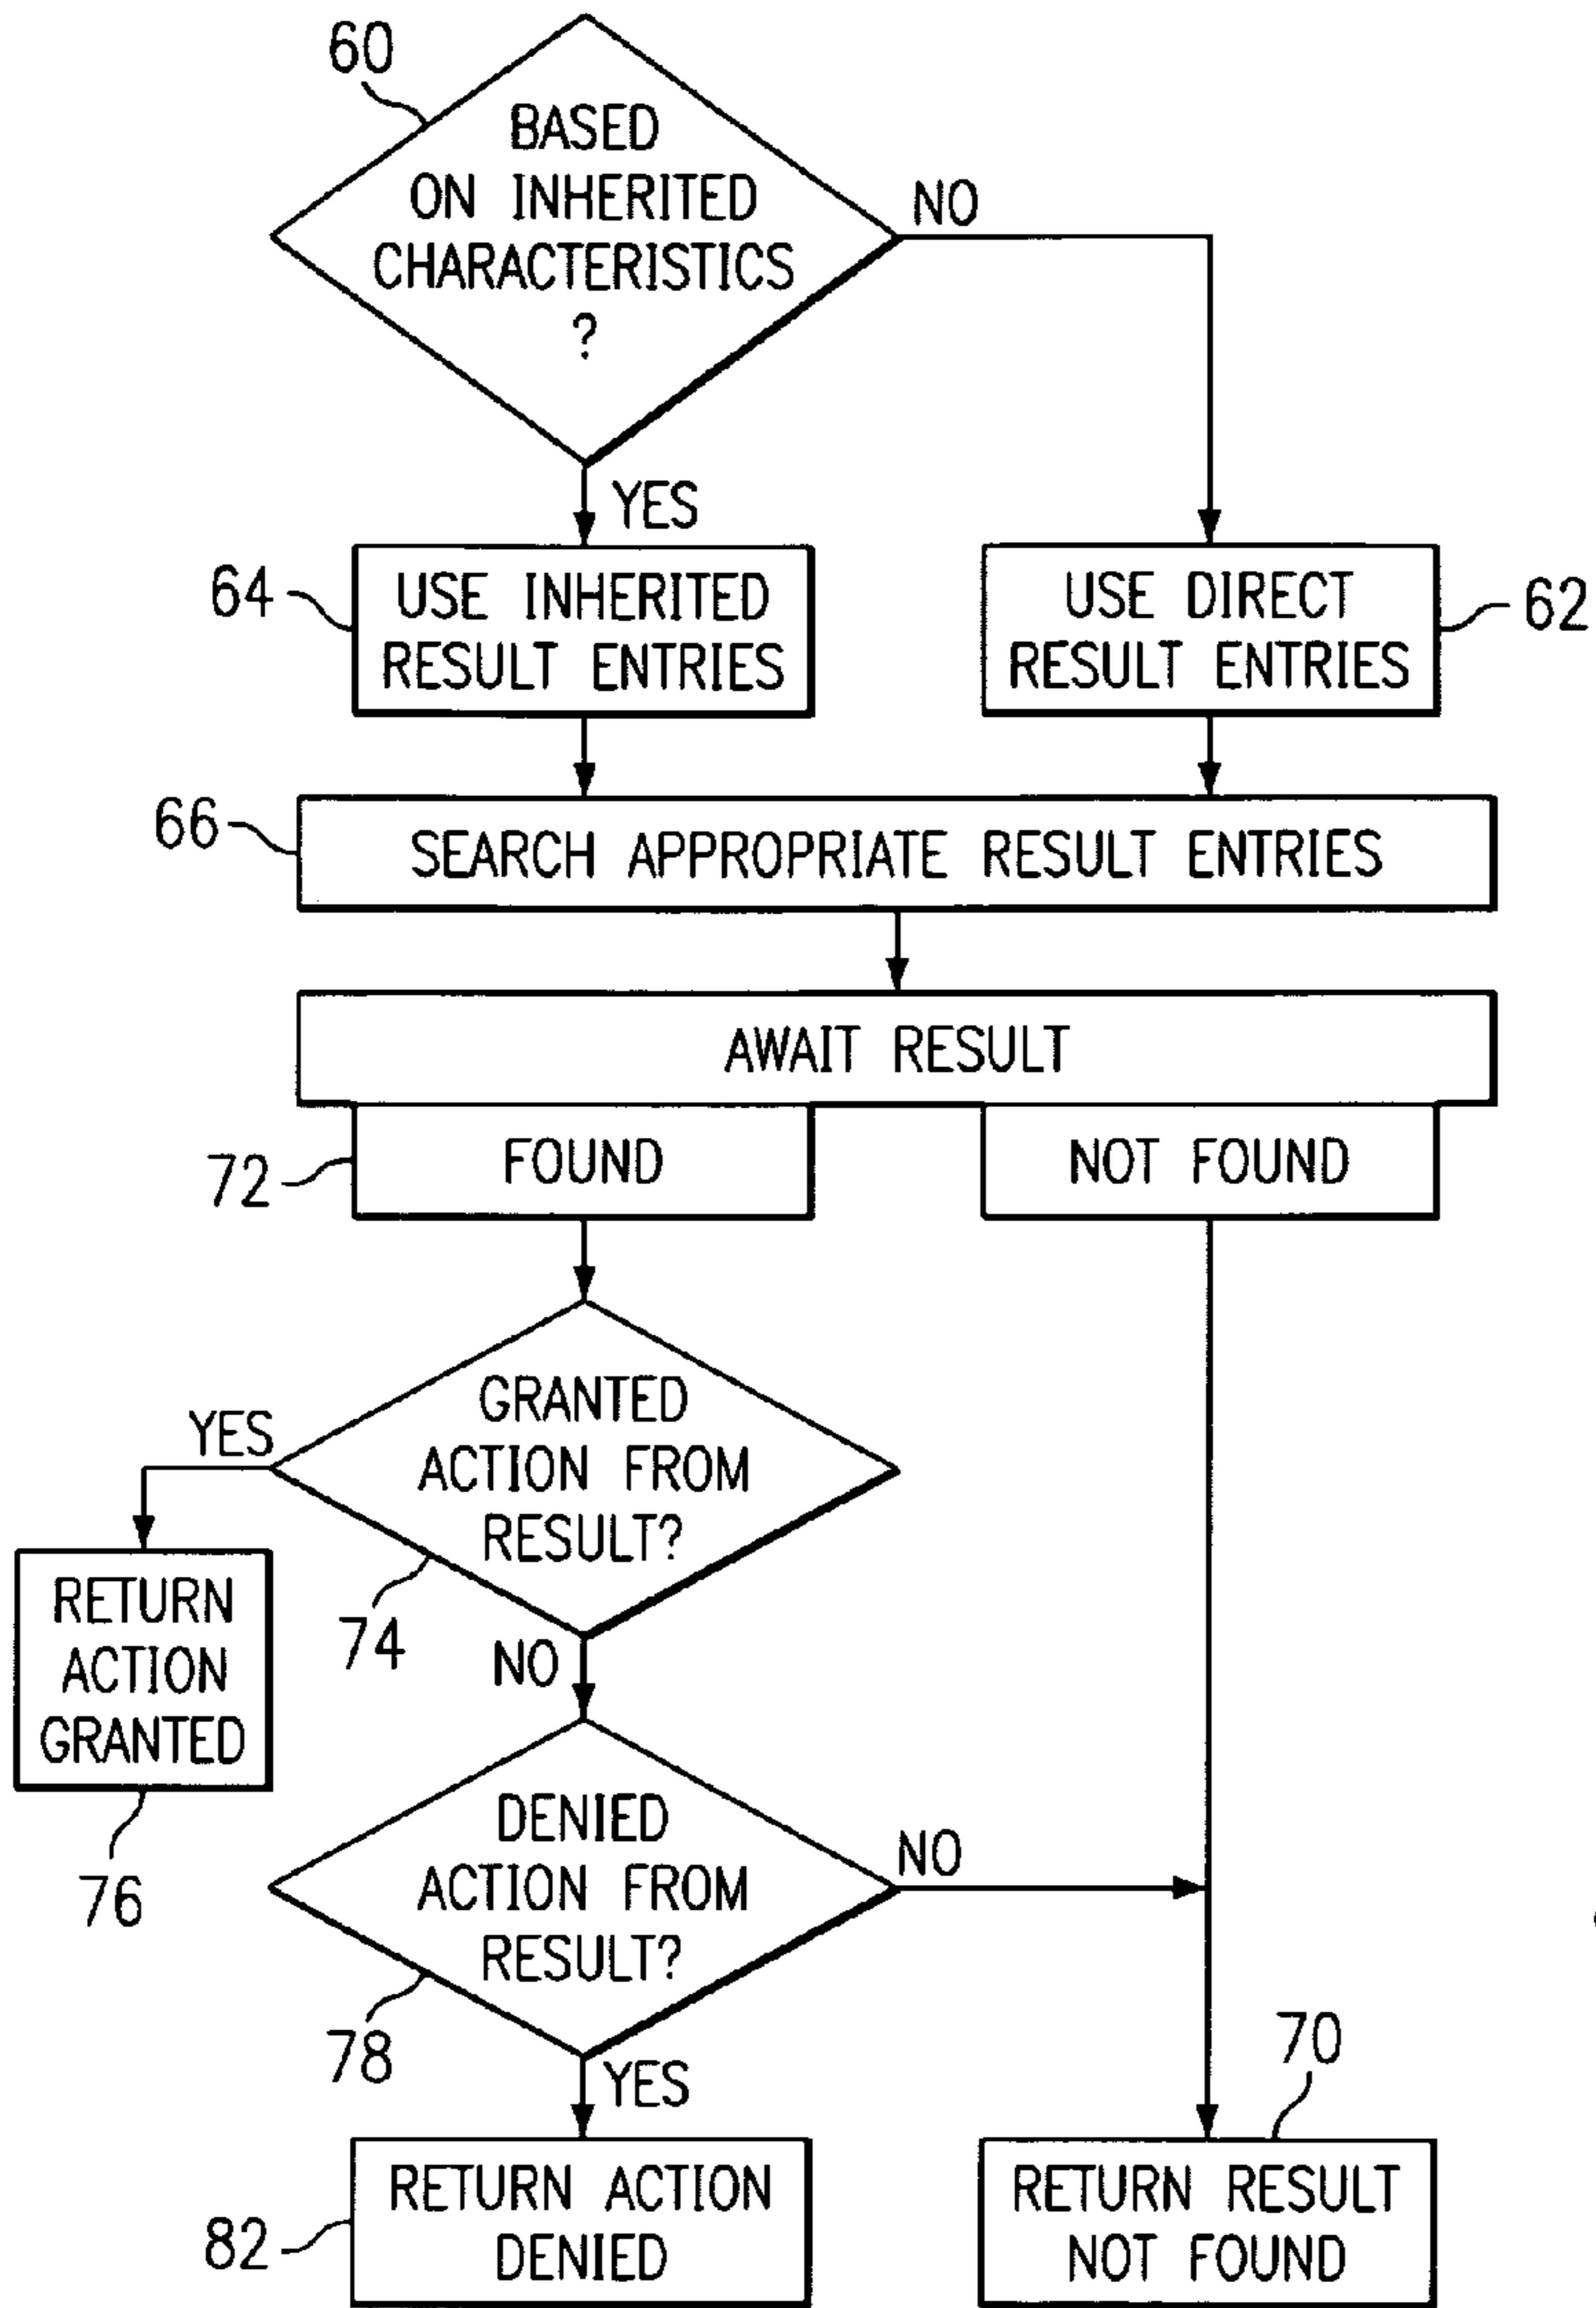 60
BASED
ON INHERITED
CHARACTERISTICS
?
NO
YES
64
USE INHERITED
RESULT ENTRIES
USE DIRECT
RESULT ENTRIES
62
66
SEARCH APPROPRIATE RESULT ENTRIES
AWAIT RESULT
72
FOUND
NOT FOUND
GRANTED
ACTION FROM
RESULT?
YES
74
NO
RETURN
ACTION
GRANTED
76
DENIED
ACTION FROM
RESULT?
NO
78
YES
70
82
RETURN ACTION
DENIED
RETURN RESULT
NOT FOUND